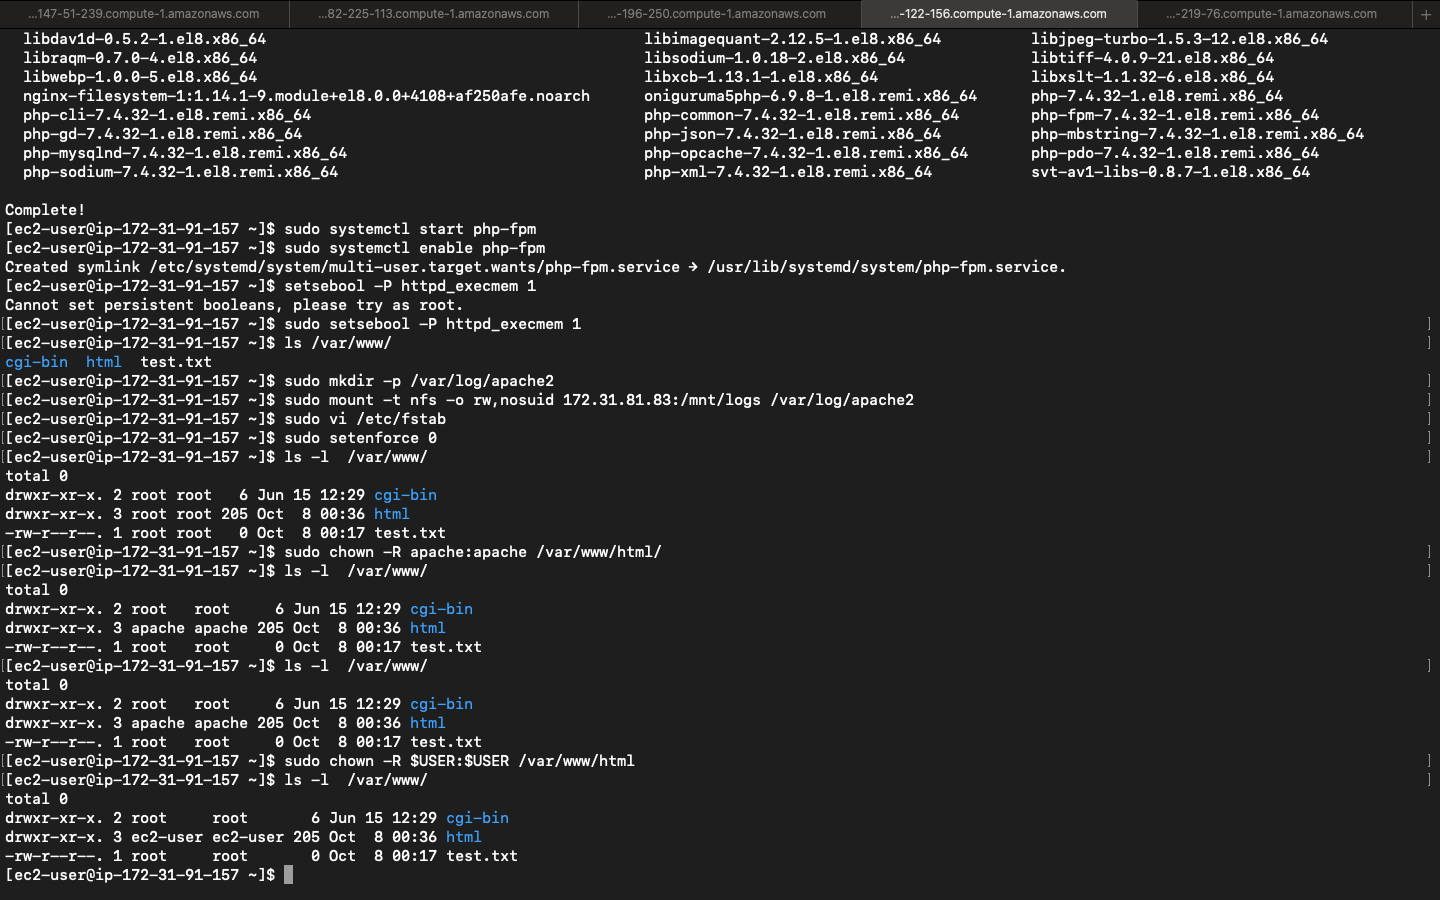 ...147-51-239.compute-1.amazonaws.com ...82-225-113.compute-1.amazonaws.com ...-196-250.compute-1.amazonaws.com ...-122-156.compute-1.amazonaws.com ...-219-76.compute-1.amazonaws.com +
libdav1d-0.5.2-1.el8.x86_64 libimagequant-2.12.5-1.el8.x86_64 libjpeg-turbo-1.5.3-12.el8.x86_64
libraqm-0.7.0-4.el8.x86_64 libsodium-1.0.18-2.el8.x86_64 libtiff-4.0.9-21.el8.x86_64
libwebp-1.0.0-5.el8.x86_64 libxcb-1.13.1-1.el8.x86_64 libxslt-1.1.32-6.el8.x86_64
nginx-filesystem-1:1.14.1-9.module+el8.0.0+4108+af250afe.noarch oniguruma5php-6.9.8-1.el8.remi.x86_64 php-7.4.32-1.el8.remi.x86_64
php-cli-7.4.32-1.el8.remi.x86_64 php-common-7.4.32-1.el8.remi.x86_64 php-fpm-7.4.32-1.el8.remi.x86_64
php-gd-7.4.32-1.el8.remi.x86_64 php-json-7.4.32-1.el8.remi.x86_64 php-mbstring-7.4.32-1.el8.remi.x86_64
php-mysqlnd-7.4.32-1.el8.remi.x86_64 php-opcache-7.4.32-1.el8.remi.x86_64 php-pdo-7.4.32-1.el8.remi.x86_64
php-sodium-7.4.32-1.el8.remi.x86_64 php-xml-7.4.32-1.el8.remi.x86_64 svt-av1-libs-0.8.7-1.el8.x86_64
Complete!
[ec2-user@ip-172-31-91-157 ~]$ sudo systemctl start php-fpm
[ec2-user@ip-172-31-91-157 ~]$ sudo systemctl enable php-fpm
Created symlink /etc/systemd/system/multi-user.target.wants/php-fpm.service → /usr/lib/systemd/system/php-fpm.service.
[ec2-user@ip-172-31-91-157 ~]$ setsebool -P httpd_execmem 1
Cannot set persistent booleans, please try as root.
[[ec2-user@ip-172-31-91-157 ~]$ sudo setsebool -P httpd_execmem 1 ]
[[ec2-user@ip-172-31-91-157 ~]$ ls /var/www/ ]
cgi-bin html test.txt
[[ec2-user@ip-172-31-91-157 ~]$ sudo mkdir -p /var/log/apache2 ]
[[ec2-user@ip-172-31-91-157 ~]$ sudo mount -t nfs -o rw,nosuid 172.31.81.83:/mnt/logs /var/log/apache2 ]
[[ec2-user@ip-172-31-91-157 ~]$ sudo vi /etc/fstab ]
[[ec2-user@ip-172-31-91-157 ~]$ sudo setenforce 0 ]
[[ec2-user@ip-172-31-91-157 ~]$ ls -l  /var/www/ ]
total 0
drwxr-xr-x. 2 root root   6 Jun 15 12:29 cgi-bin
drwxr-xr-x. 3 root root 205 Oct  8 00:36 html
-rw-r--r--. 1 root root   0 Oct  8 00:17 test.txt
[[ec2-user@ip-172-31-91-157 ~]$ sudo chown -R apache:apache /var/www/html/ ]
[[ec2-user@ip-172-31-91-157 ~]$ ls -l  /var/www/ ]
total 0
drwxr-xr-x. 2 root   root     6 Jun 15 12:29 cgi-bin
drwxr-xr-x. 3 apache apache 205 Oct  8 00:36 html
-rw-r--r--. 1 root   root     0 Oct  8 00:17 test.txt
[[ec2-user@ip-172-31-91-157 ~]$ ls -l  /var/www/ ]
total 0
drwxr-xr-x. 2 root   root     6 Jun 15 12:29 cgi-bin
drwxr-xr-x. 3 apache apache 205 Oct  8 00:36 html
-rw-r--r--. 1 root   root     0 Oct  8 00:17 test.txt
[[ec2-user@ip-172-31-91-157 ~]$ sudo chown -R $USER:$USER /var/www/html ]
[[ec2-user@ip-172-31-91-157 ~]$ ls -l  /var/www/ ]
total 0
drwxr-xr-x. 2 root     root       6 Jun 15 12:29 cgi-bin
drwxr-xr-x. 3 ec2-user ec2-user 205 Oct  8 00:36 html
-rw-r--r--. 1 root     root       0 Oct  8 00:17 test.txt
[ec2-user@ip-172-31-91-157 ~]$